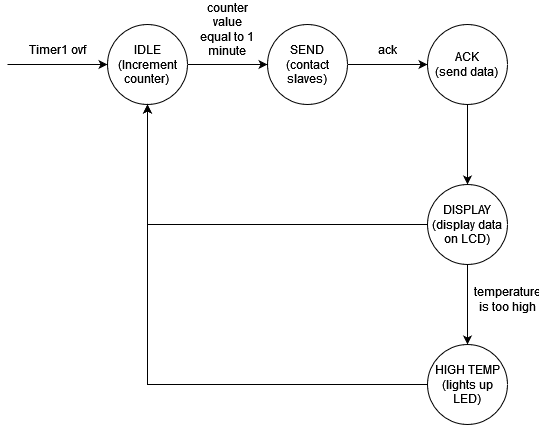 counter
value
equal to 1
minute
Timer1 ovf
IDLE
(Increment
counter)
SEND
(contact
slaves)
ack
ACK
(send data)
DISPLAY
(display data
on LCD)
temperature
is too high
HIGH TEMP
(lights up
LED)